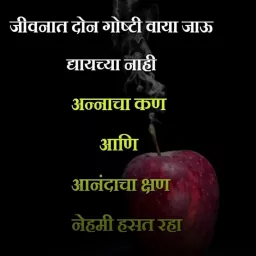 जीवनात दोन गोष्टी वाया जाऊ
द्यायच्या नाही
अन्नाचा कण
आणि
आनंदाचा क्षण
नेहमी हसत रहा